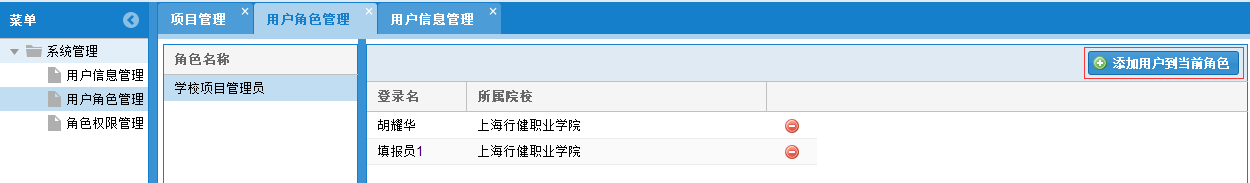 菜单
系统管理
用户信息管理
用户角色管理
角色权限管理
项目管理 用户角色管理 用户信息管理
角色名称
学校项目管理员
添加用户到当前角色
登录名 所属院校
胡耀华 上海行健职业学院
填报员1 上海行健职业学院